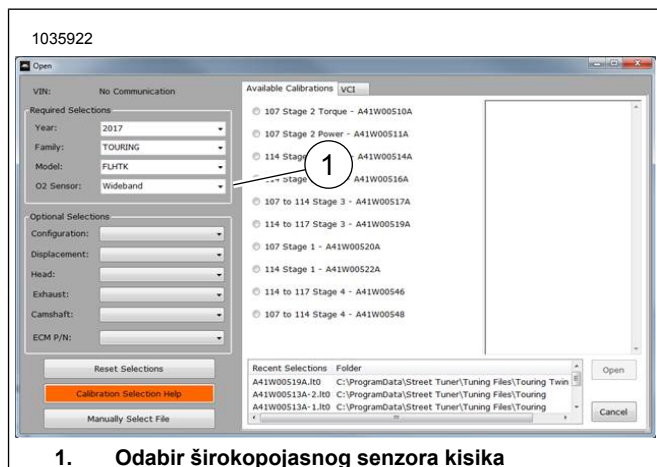 1035922
Open
VIN: No Communication
Required Selections
Year: 2017
Family: TOURING
Model: FLHTK
O2 Sensor: Wideband
Optional Selections
Configuration:
Displacement:
Head:
Exhaust:
Camshaft:
ECM P/N:
Reset Selections
Calibration Selection Help
Manually Select File
Available Calibrations VCI
107 Stage 2 Torque - A41W00510A
107 Stage 2 Power - A41W00511A
114 Stage A41W00514A
Stage A41W00516A
107 to 114 Stage 3 - A41W00517A
114 to 117 Stage 3 - A41W00519A
107 Stage 1 - A41W00520A
114 Stage 1 - A41W00522A
114 to 117 Stage 4 - A41W00546
107 to 114 Stage 4 - A41W00548
1
Recent Selections Folder
A41W00519A.lt0 C:\ProgramData\Street Tuner\Tuning Files\Touring Twin
A41W00513A-2.lt0 C:\ProgramData\Street Tuner\Tuning Files\Touring
A41W00513A-1.lt0 C:\ProgramData\Street Tuner\Tuning Files\Touring
Open
Cancel
1. Odabir širokopojasnog senzora kisika